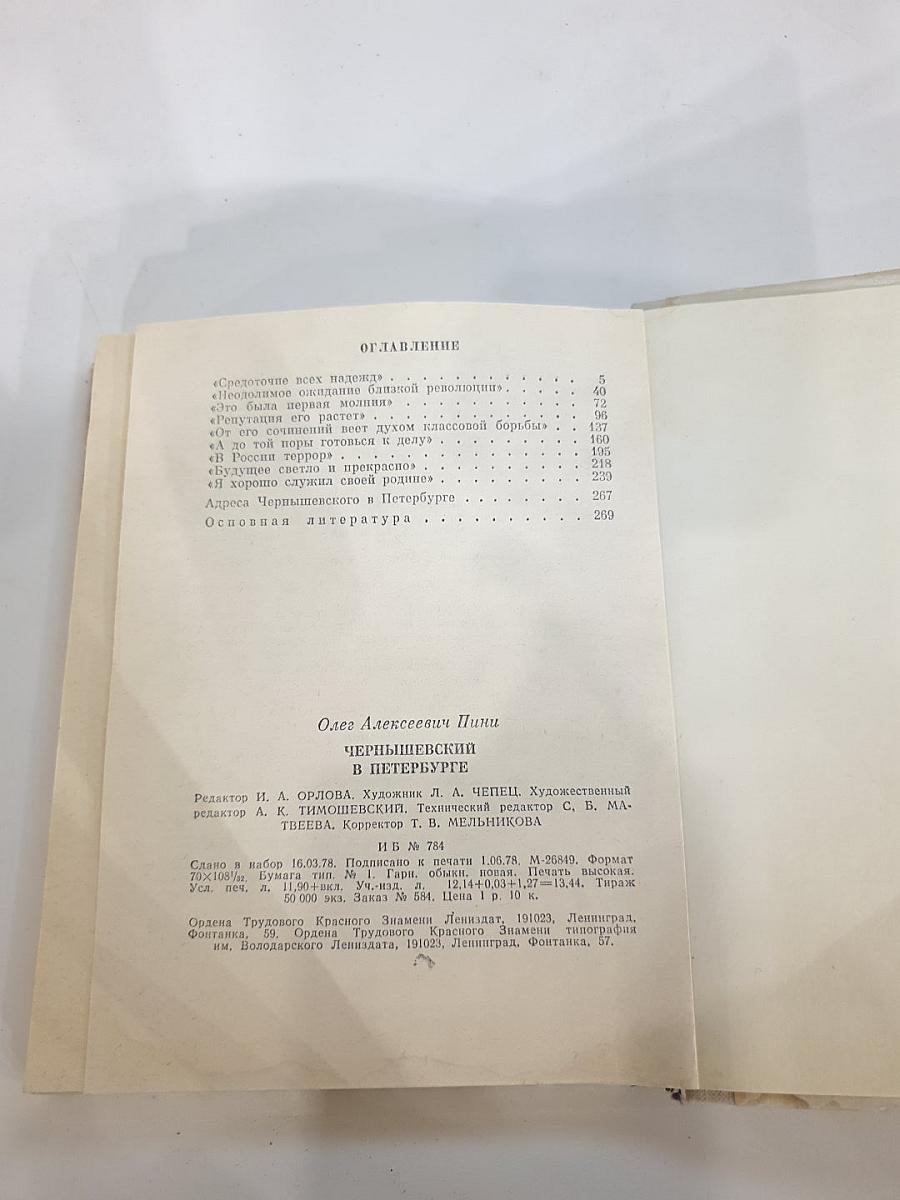 ОГЛАВЛЕНИЕ
«Средоточие всех надежд» . . . . . . . . . . . . 5
«Неодолимое ожидание близкой революции» . . . . . 40
«Это была первая молния» . . . . . . . . . . . 72
«Репутация его растет» . . . . . . . . . . . . . 96
«От его сочинений веет духом классовой борьбы» . . 137
«А до той поры готовься к делу» . . . . . . . . . 160
«В России террор» . . . . . . . . . . . . . . . 195
«Будущее светло и прекрасно» . . . . . . . . . . 218
«Я хорошо служил своей родине» . . . . . . . . . 239
Адреса Чернышевского в Петербурге . . . . . . . . 267
Основная литература . . . . . . . . . . 269
Олег Алексеевич Пини
ЧЕРНЫШЕВСКИЙ
В ПЕТЕРБУРГЕ
Редактор И. А. ОРЛОВА. Художник Л. А. ЧЕПЕЦ. Художественный
редактор А. К. ТИМОШЕВСКИЙ. Технический редактор С. Б. МА-
ТВЕЕВА. Корректор Т. В. МЕЛЬНИКОВА
ИБ № 784
Сдано в набор 16.03.78. Подписано к печати 1.06.78. М-26849. Формат
70×108¹/₃₂. Бумага тип. № 1. Гарн. обыкн. новая. Печать высокая.
Усл. печ. л. 11,90+вкл. Уч.-изд. л. 12,14+0,03+1,27=13,44. Тираж
50 000 экз. Заказ № 584. Цена 1 р. 10 к.
Ордена Трудового Красного Знамени Лениздат, 191023, Ленинград,
Фонтанка, 59. Ордена Трудового Красного Знамени типография
им. Володарского Лениздата, 191023, Ленинград, Фонтанка, 57.